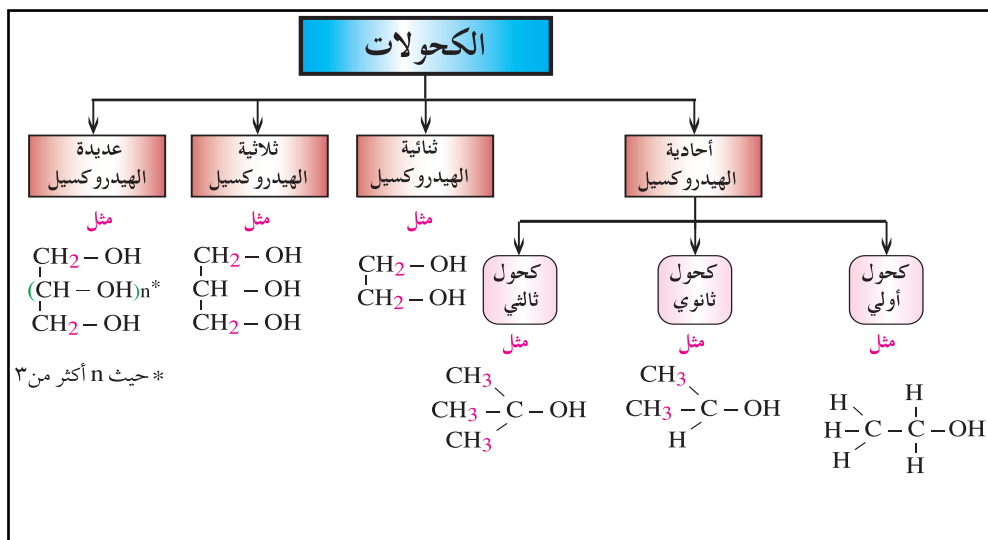 الكحولات
أحادية
الهيدروكسيل
ثنائية
الهيدروكسيل
ثلاثية
الهيدروكسيل
عديدة
الهيدروكسيل
كحول
أولي
مثل
H H
H – C – C – OH
H H
كحول
ثانوي
مثل
CH3
CH3 – C – OH
H
كحول
ثالثي
مثل
CH3
CH3 – C – OH
CH3
CH2 – OH
CH2 – OH
مثل
CH2 – OH
CH – OH
CH2 – OH
مثل
CH2 – OH
(CH – OH)n*
CH2 – OH
* حيث n أكثر من ٣